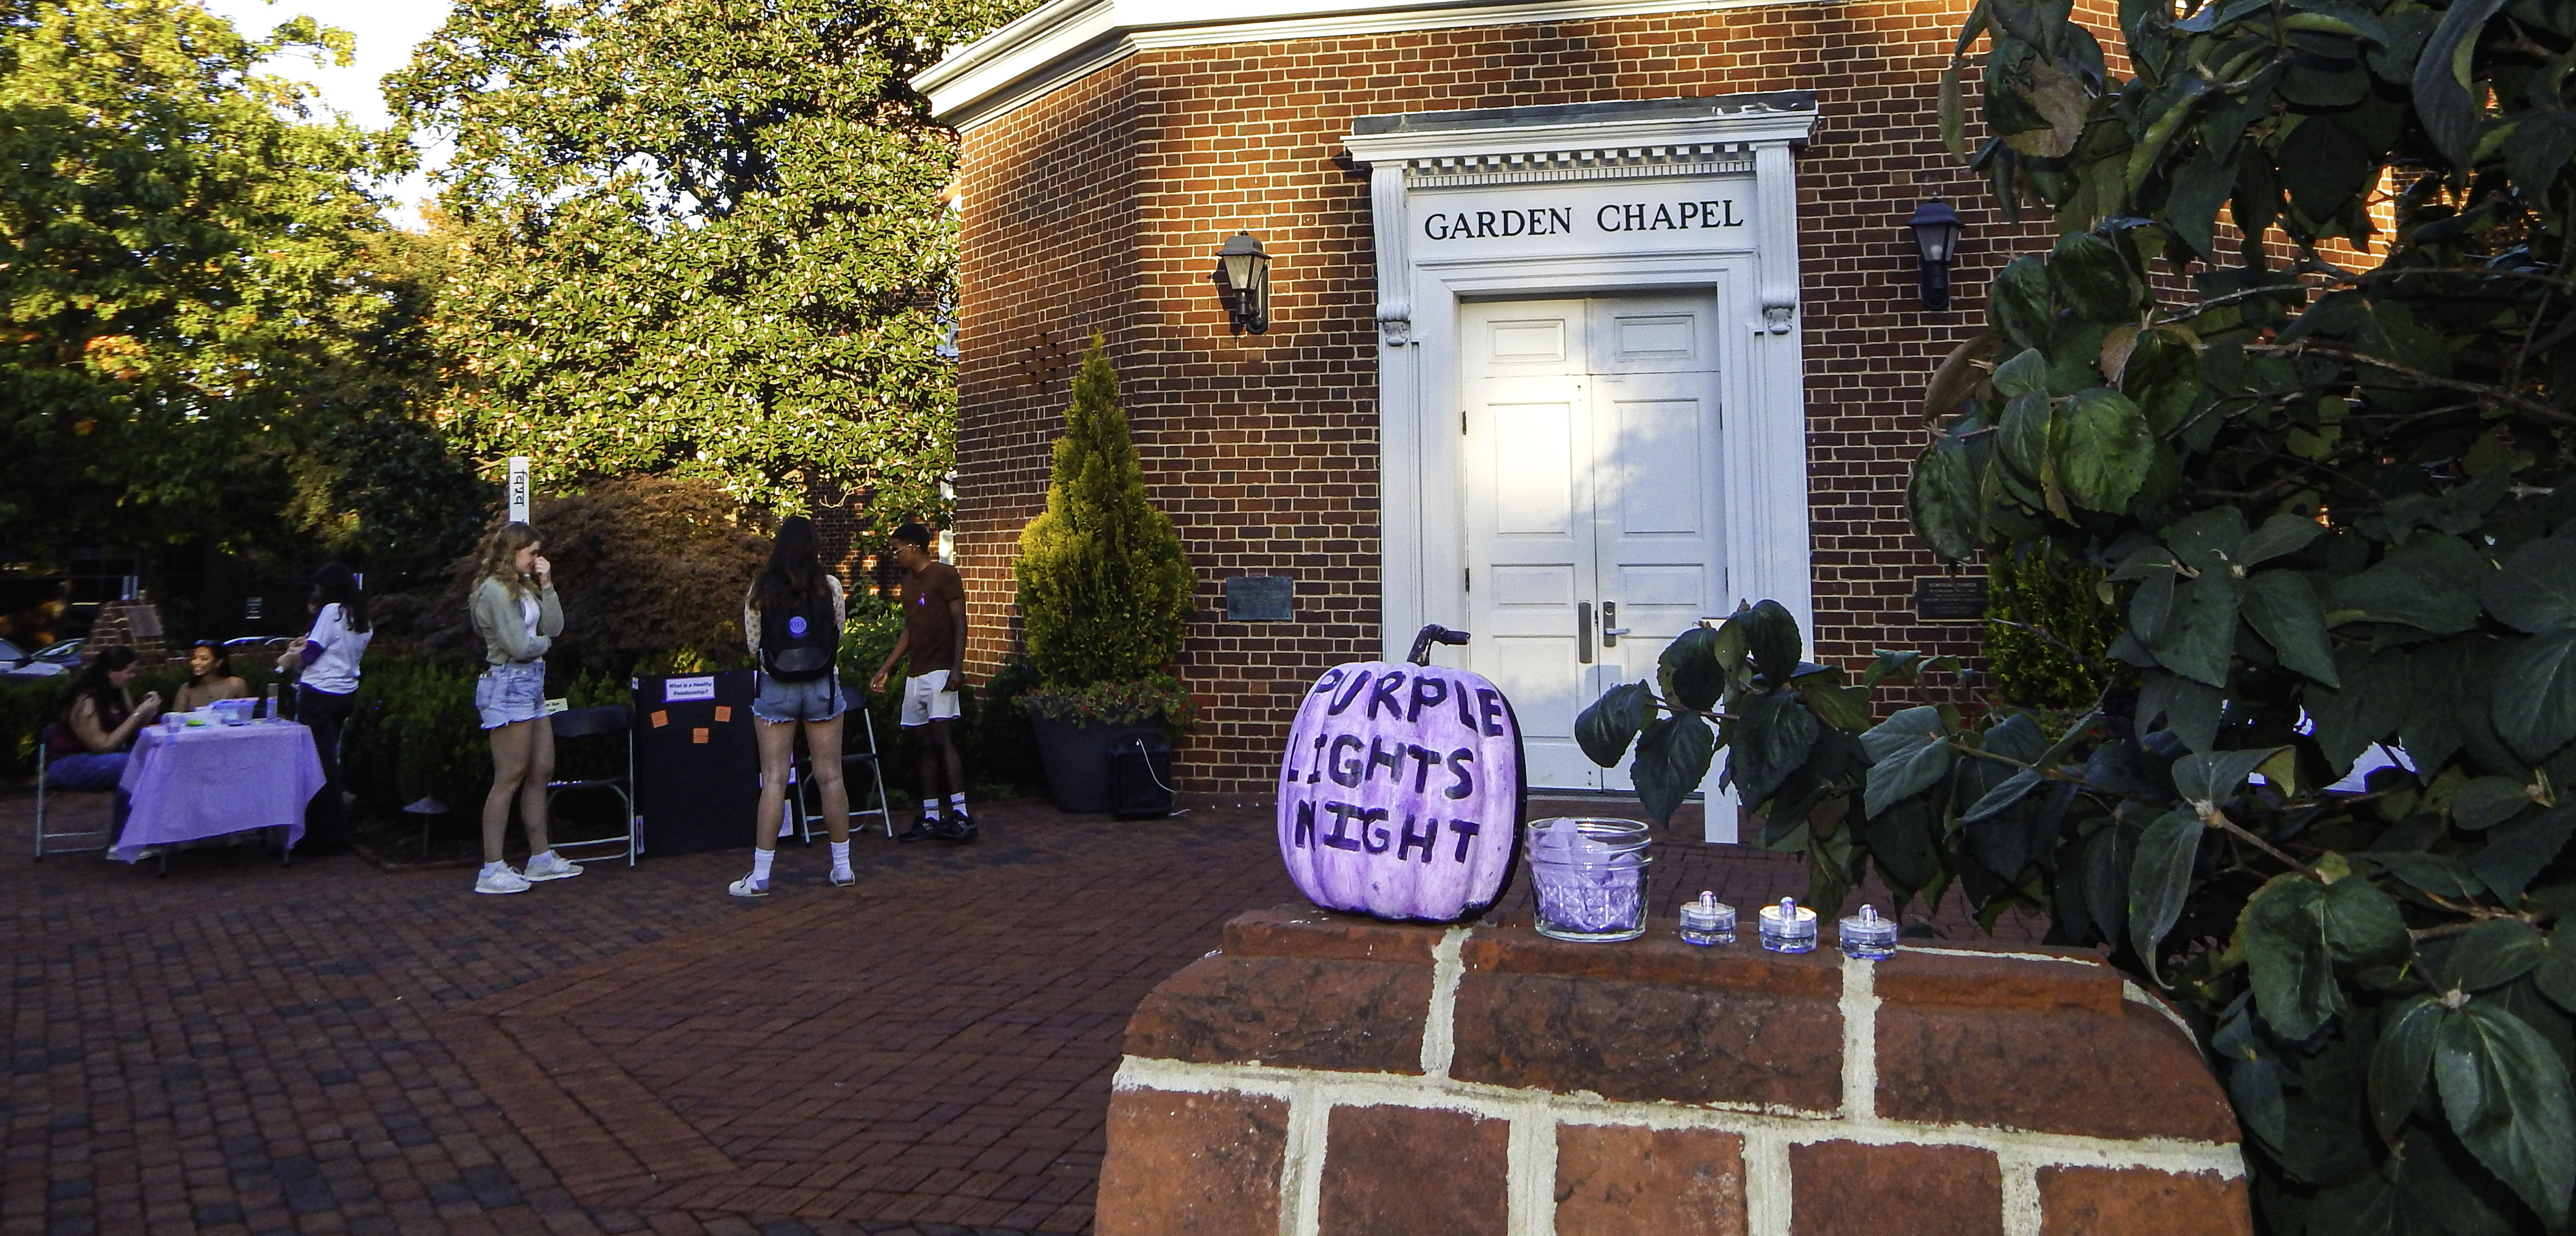 GARDEN CHAPEL
What is a Healthy
Relationship?
PURPLE
LIGHTS
NIGHT